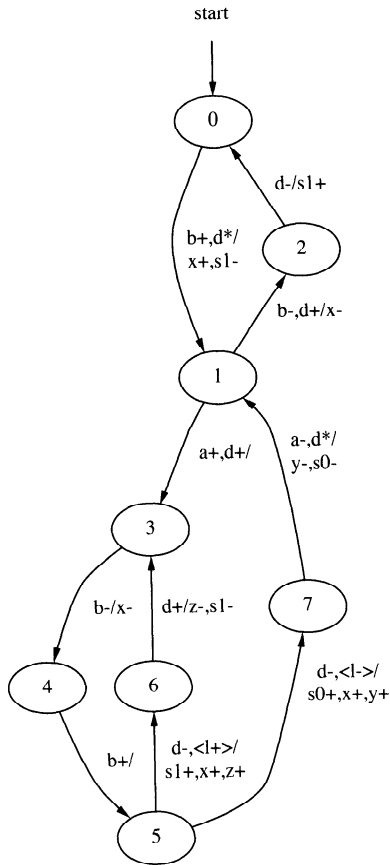 start
0
d-/s1+
b+,d*/
x+,s1-
2
b-,d+/x-
1
a+,d+/
a-,d*/
y-,s0-
3
b-/x-
d+/z-,s1-
7
4
6
d-,<l->/
s0+,x+,y+
b+/
d-,<l+>/
s1+,x+,z+
5